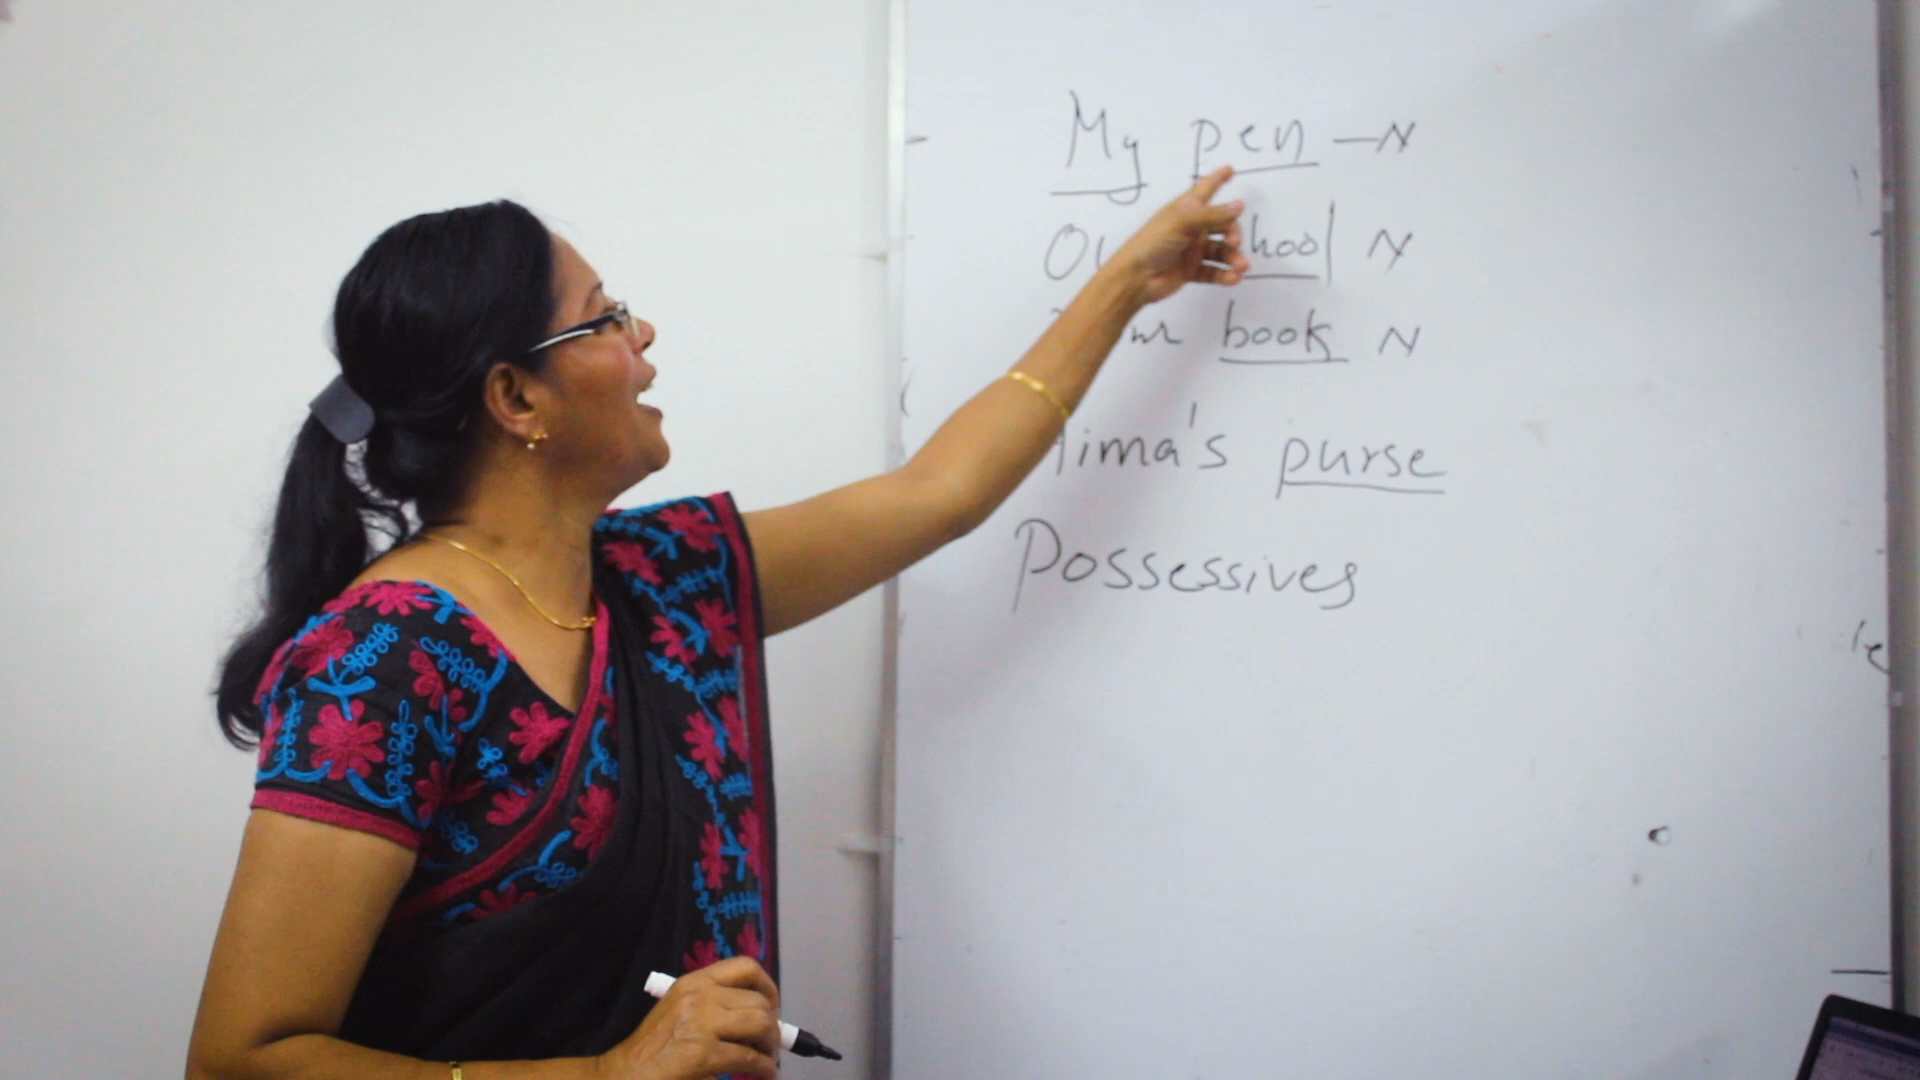 My pen - N
school N
book N
purse
Possessives